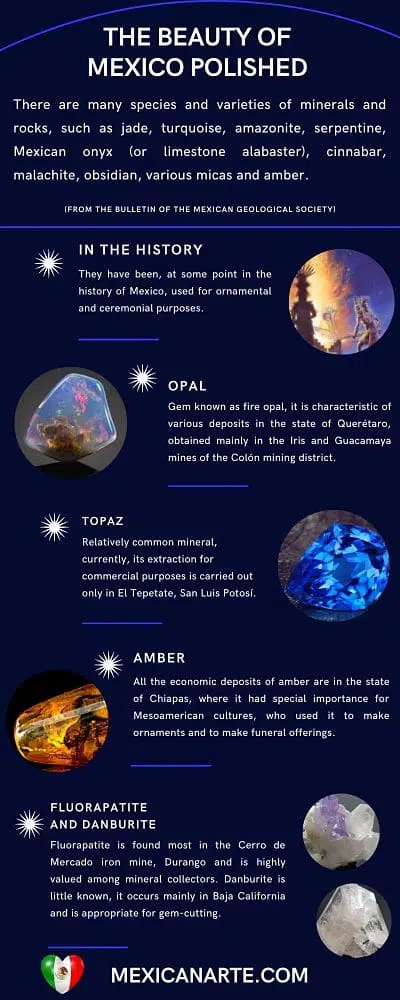 THE BEAUTY OF
MEXICO POLISHED
There are many species and varieties of minerals and
rocks, such as jade, turquoise, amazonite, serpentine,
Mexican onyx (or limestone alabaster), cinnabar,
malachite, obsidian, various micas and amber.
(FROM THE BULLETIN OF THE MEXICAN GEOLOGICAL SOCIETY)
IN THE HISTORY
They have been, at some point in the
history of Mexico, used for ornamental
and ceremonial purposes.
OPAL
Gem known as fire opal, it is characteristic of
various deposits in the state of Querétaro,
obtained mainly in the Iris and Guacamaya
mines of the Colón mining district.
TOPAZ
Relatively common mineral,
currently, its extraction for
commercial purposes is carried out
only in El Tepetate, San Luis Potosí.
AMBER
All the economic deposits of amber are in the state
of Chiapas, where it had special importance for
Mesoamerican cultures, who used it to make
ornaments and to make funeral offerings.
FLUORAPATITE
AND DANBURITE
Fluorapatite is found most in the Cerro de
Mercado iron mine, Durango and is highly
valued among mineral collectors. Danburite is
little known, it occurs mainly in Baja California
and is appropriate for gem-cutting.
MEXICANARTE.COM